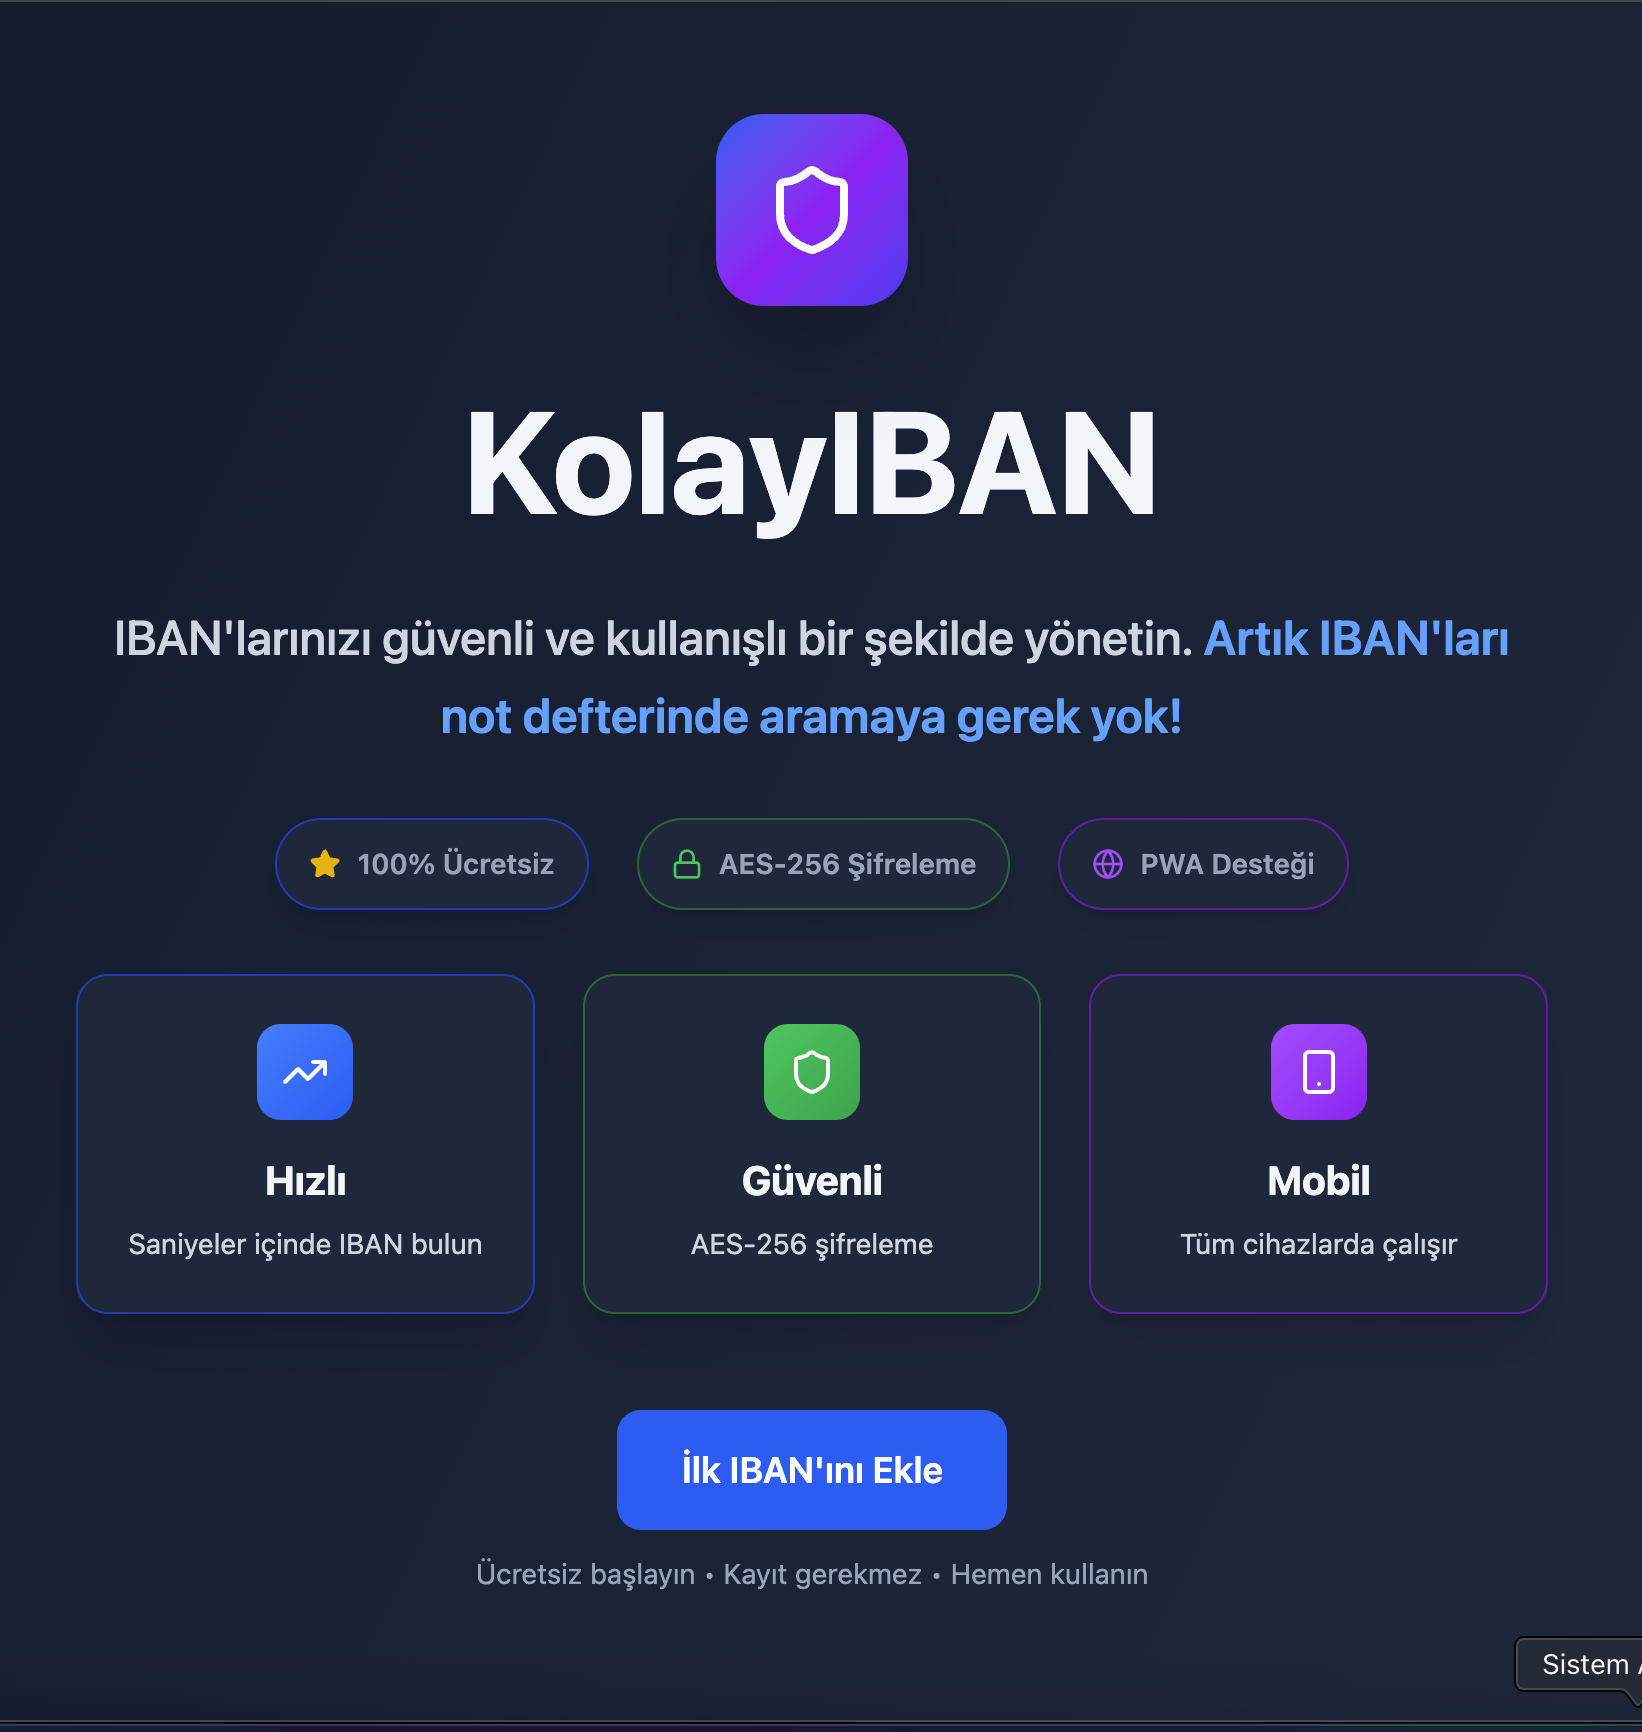 KolayIBAN
IBAN'larınızı güvenli ve kullanışlı bir şekilde yönetin. Artık IBAN'ları
not defterinde aramaya gerek yok!
100% Ücretsiz
AES-256 Şifreleme
PWA Desteği
Hızlı
Saniyeler içinde IBAN bulun
Güvenli
AES-256 şifreleme
Mobil
Tüm cihazlarda çalışır
İlk IBAN'ını Ekle
Ücretsiz başlayın • Kayıt gerekmez • Hemen kullanın
Sistem